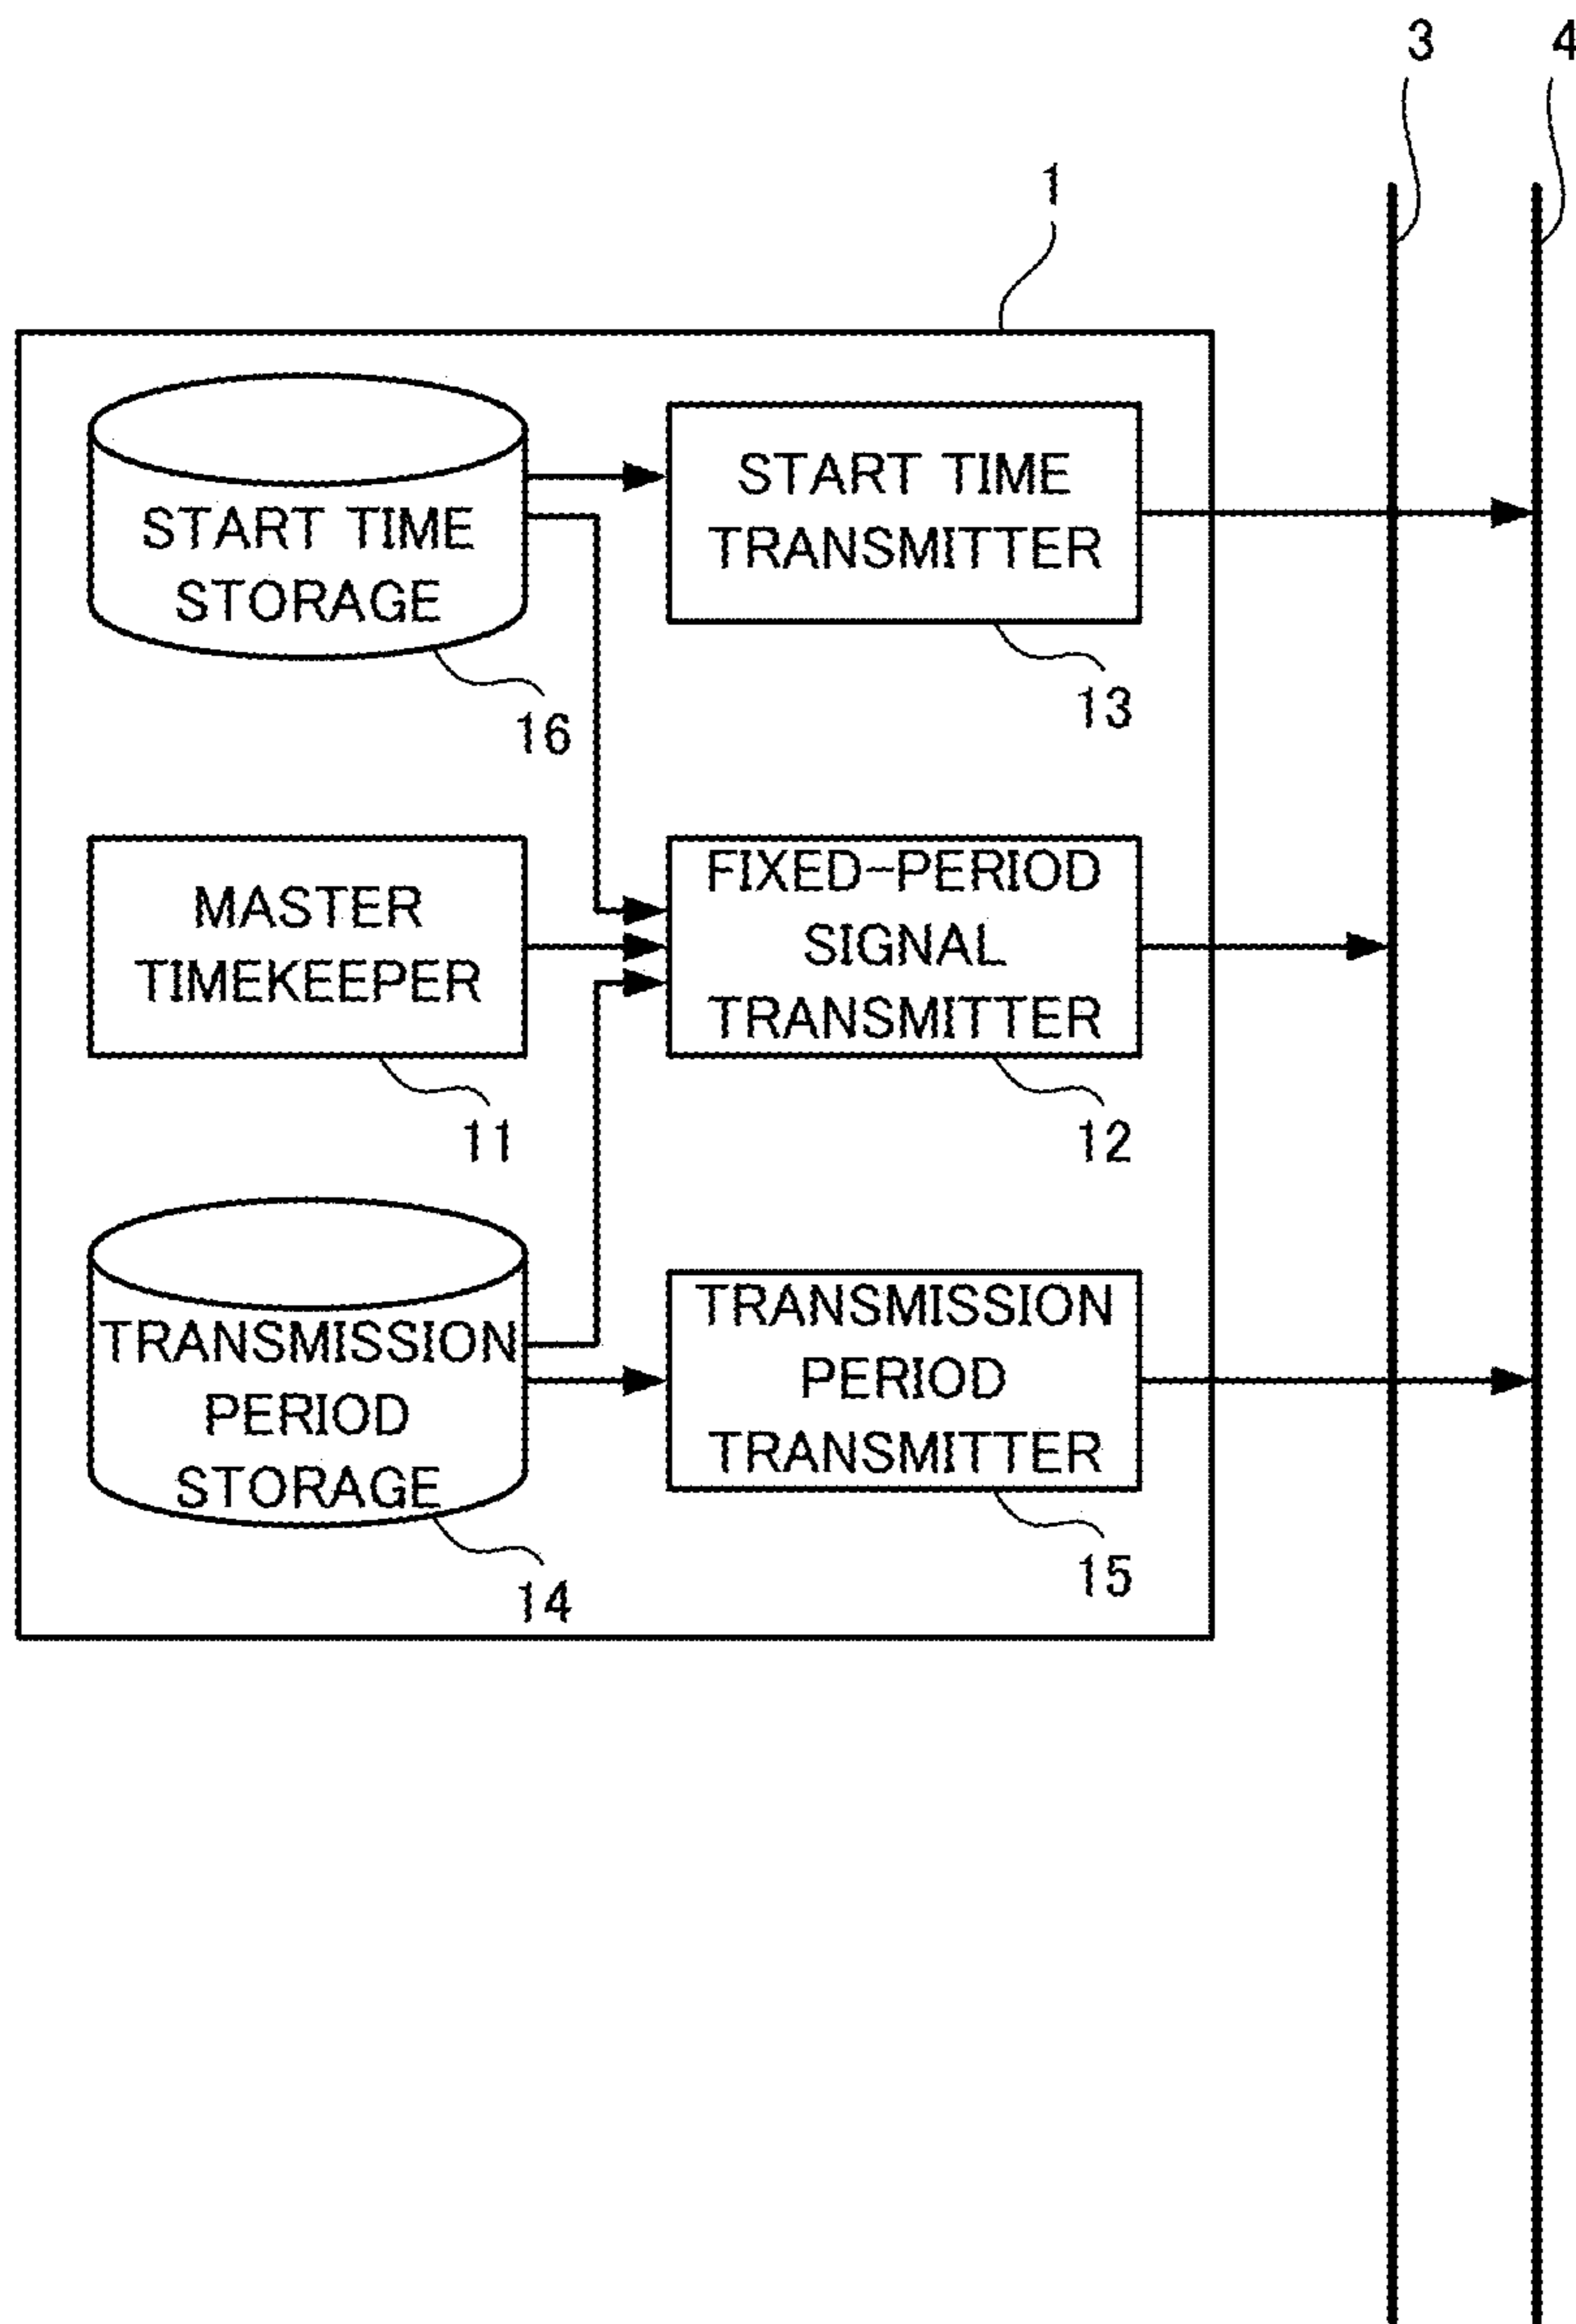 3
4
1
START TIME
STORAGE
16
START TIME
TRANSMITTER
13
MASTER
TIMEKEEPER
11
FIXED-PERIOD
SIGNAL
TRANSMITTER
12
TRANSMISSION
PERIOD
STORAGE
14
TRANSMISSION
PERIOD
TRANSMITTER
15